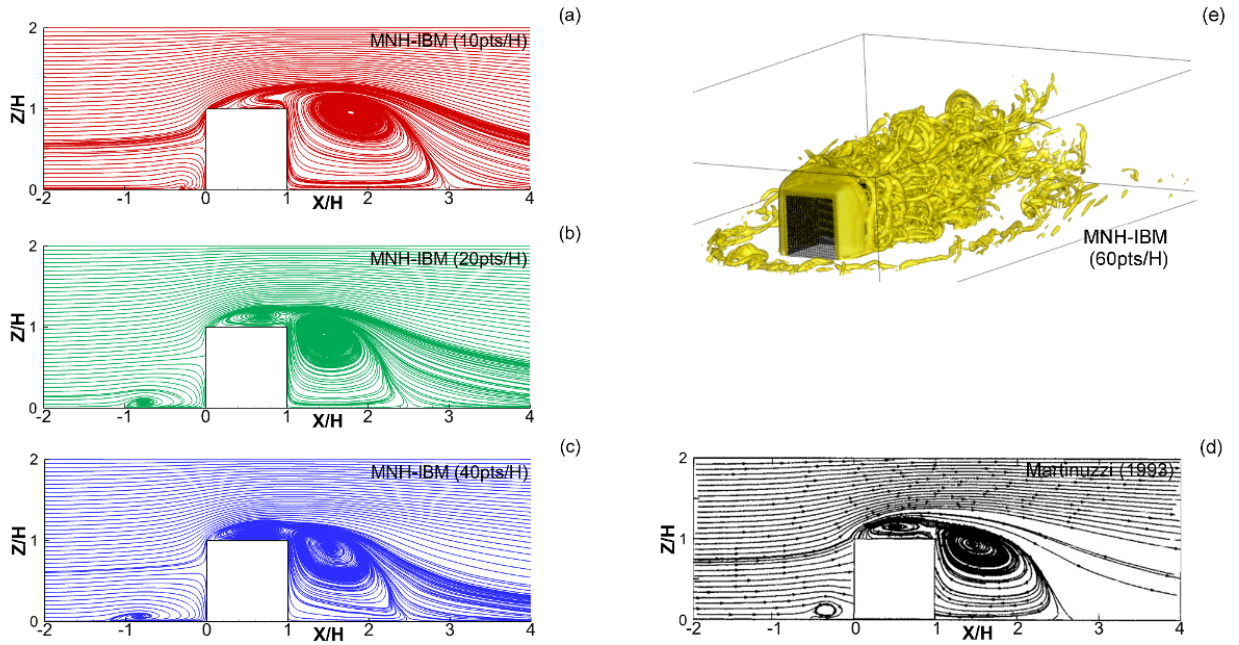 (a)
MNH-IBM (10pts/H)
2
1
0
Z/H
-2 -1 0 1 2 3 4
X/H
(b)
MNH-IBM (20pts/H)
2
1
0
Z/H
-2 -1 0 1 2 3 4
X/H
(c)
MNH-IBM (40pts/H)
2
1
0
Z/H
-2 -1 0 1 2 3 4
X/H
(e)
MNH-IBM
(60pts/H)
(d)
Martinuzzi (1993)
2
1
0
Z/H
-2 -1 0 1 2 3 4
X/H